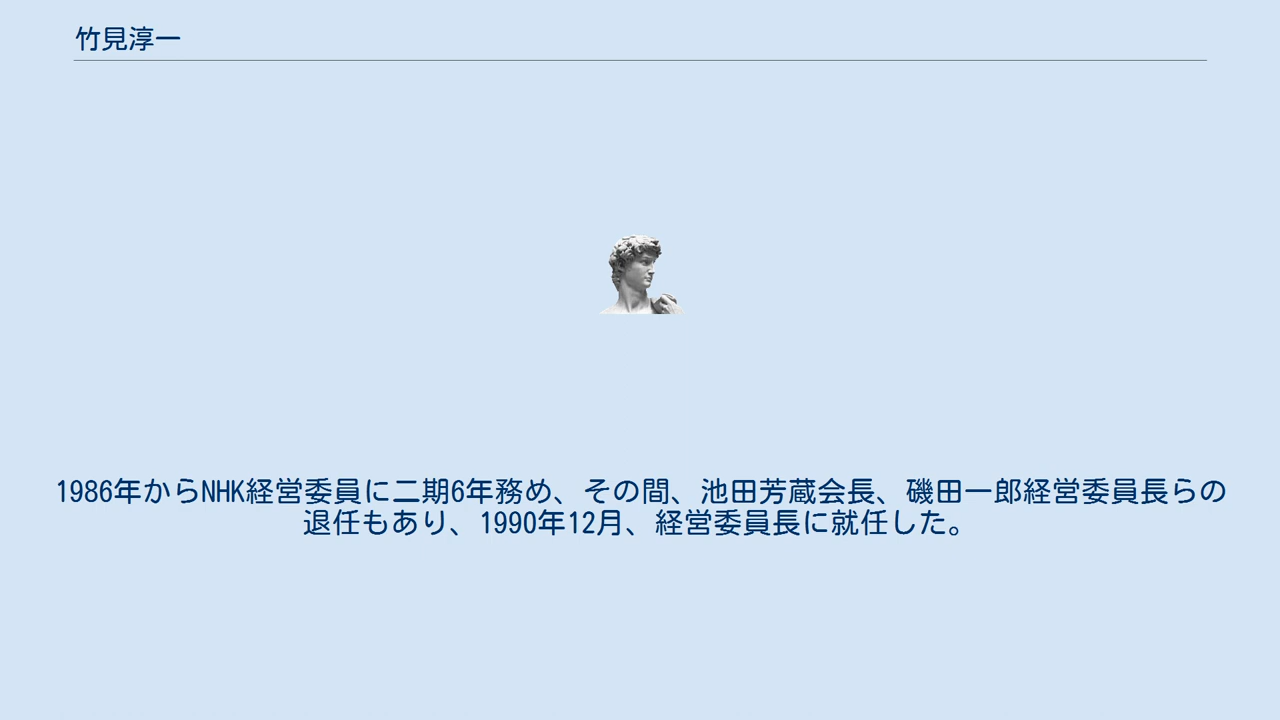 竹見淳一
1986年からNHK経営委員に二期6年務め、その間、池田芳蔵会長、磯田一郎経営委員長らの
退任もあり、1990年12月、経営委員長に就任した。